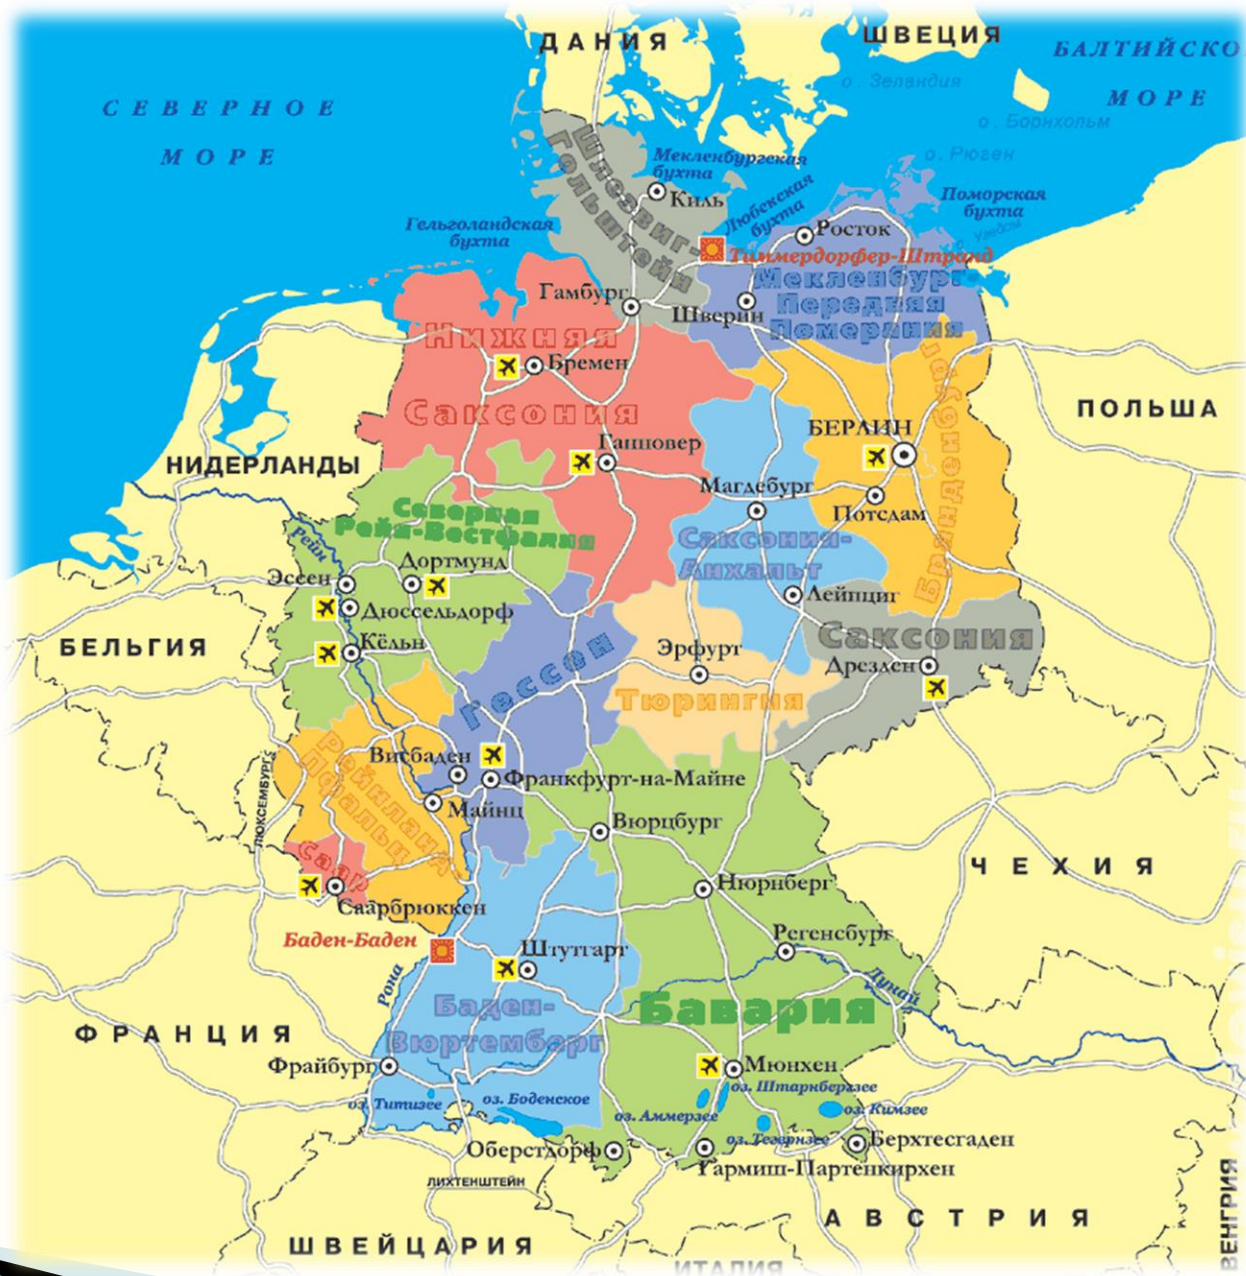 ДАНИЯ
ШВЕЦИЯ
БАЛТИЙСКО
МОРЕ
СЕВЕРНОЕ
МОРЕ
о. Зеландия
о. Борнхольм
о. Рюген
Шлезвиг-
Гольштейн
Мекленбургская
бухта
Киль
Любекская
бухта
Поморская
бухта
о. Узедом
Гельголандская
бухта
Росток
Тиммердорфер-Штранд
Мекленбург
Передняя
Померания
Гамбург
Шверин
Нижняя
Саксония
Бремен
Бранденбург
ПОЛЬША
БЕРЛИН
Ганновер
НИДЕРЛАНДЫ
Магдебург
Потсдам
Северная
Рейн-Вестфалия
Саксония-
Анхальт
Рейн
Дортмунд
Эссен
Дюссельдорф
Лейпциг
БЕЛЬГИЯ
Кёльн
Гессен
Эрфурт
Саксония
Дрезден
Тюрингия
Висбаден
Франкфурт-на-Майне
ЛЮКСЕМБУРГ
Рейнланд
Пфальц
Майнц
Вюрцбург
ЧЕХИЯ
Саар
Саарбрюккен
Нюрнберг
Баден-Баден
Штутгарт
Регенсбург
Рона
Дунай
Баден-
Вюртемберг
Бавария
ФРАНЦИЯ
Фрайбург
Мюнхен
оз. Штарнбергзее
оз. Титизее
оз. Боденское
оз. Аммерзее
оз. Кимзее
оз. Тегернзее
Оберстдорф
Берхтесгаден
Гармиш-Партенкирхен
ЛИХТЕНШТЕЙН
АВСТРИЯ
ШВЕЙЦАРИЯ
ИТАЛИЯ
ВЕНГРИЯ